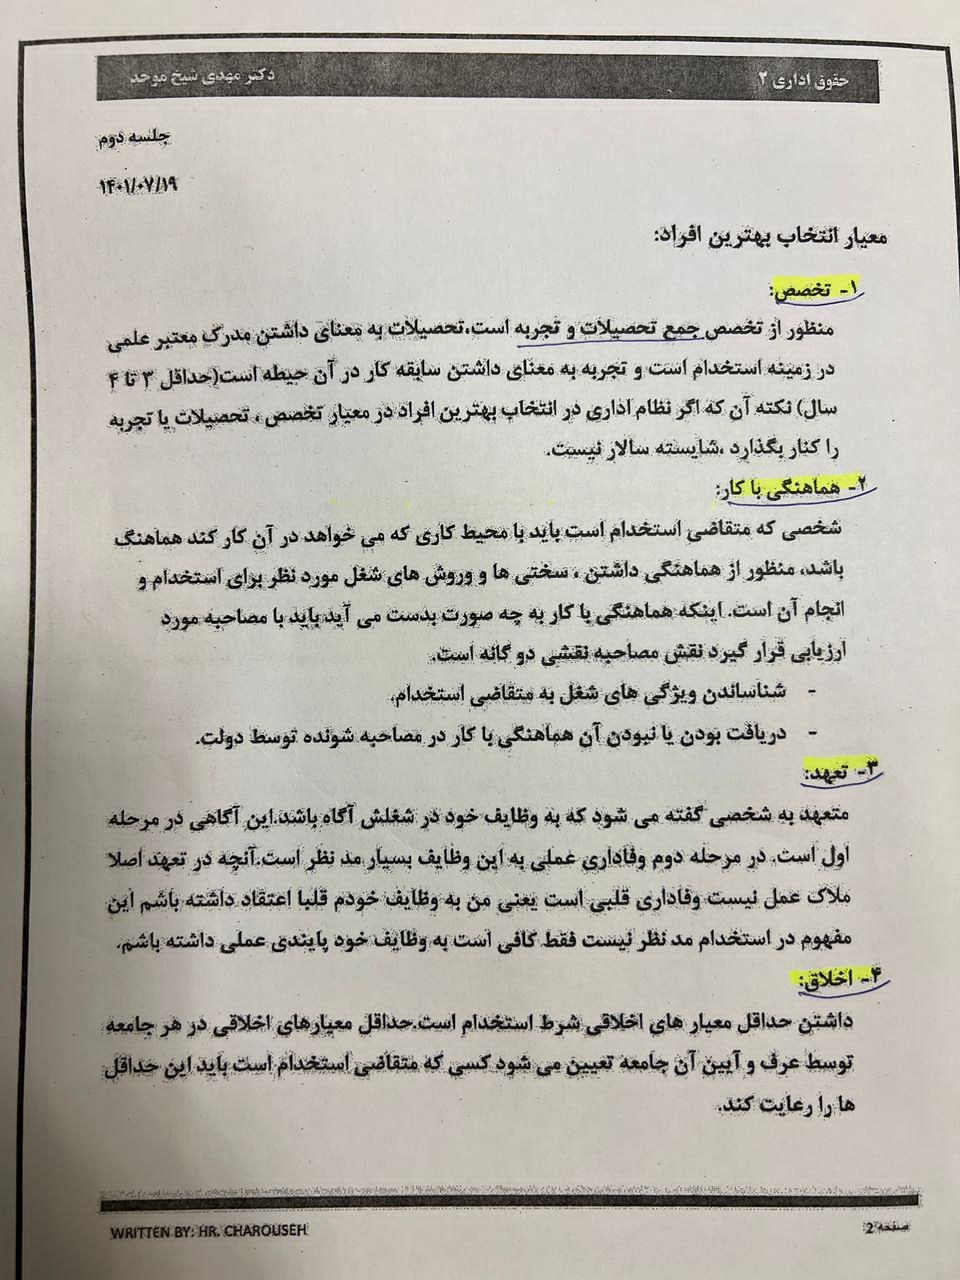 حقوق اداری ۲
دکتر مهدی شیخ موحد
جلسه دوم
۱۴۰۱/۰۷/۱۹
معیار انتخاب بهترین افراد:
۱- تخصص:
منظور از تخصص جمع تحصیلات و تجربه است،تحصیلات به معنای داشتن مدرک معتبر علمی
در زمینه استخدام است و تجربه به معنای داشتن سابقه کار در آن حیطه است(حداقل ۳ تا ۴
سال) نکته آن که اگر نظام اداری در انتخاب بهترین افراد در معیار تخصص ، تحصیلات یا تجربه
را کنار بگذارد ،شایسته سالار نیست.
۲- هماهنگی با کار:
شخصی که متقاضی استخدام است باید با محیط کاری که می خواهد در آن کار کند هماهنگ
باشد، منظور از هماهنگی داشتن ، سختی ها و وروش های شغل مورد نظر برای استخدام و
انجام آن است. اینکه هماهنگی با کار به چه صورت بدست می آید باید با مصاحبه مورد
ارزیابی قرار گیرد نقش مصاحبه نقشی دو گانه است.
- شناساندن ویژگی های شغل به متقاضی استخدام.
- دریافت بودن یا نبودن آن هماهنگی با کار در مصاحبه شونده توسط دولت.
۳- تعهد:
متعهد به شخصی گفته می شود که به وظایف خود در شغلش آگاه باشد.این آگاهی در مرحله
اول است. در مرحله دوم وفاداری عملی به این وظایف بسیار مد نظر است.آنچه در تعهد اصلا
ملاک عمل نیست وفاداری قلبی است یعنی من به وظایف خودم قلبا اعتقاد داشته باشم این
مفهوم در استخدام مد نظر نیست فقط کافی است به وظایف خود پایندی عملی داشته باشم.
۴- اخلاق:
داشتن حداقل معیار های اخلاقی شرط استخدام است.حداقل معیارهای اخلاقی در هر جامعه
توسط عرف و آیین آن جامعه تعیین می شود کسی که متقاضی استخدام است باید این حداقل
ها را رعایت کند.
WRITTEN BY: HR. CHAROUSEH
صفحه 2